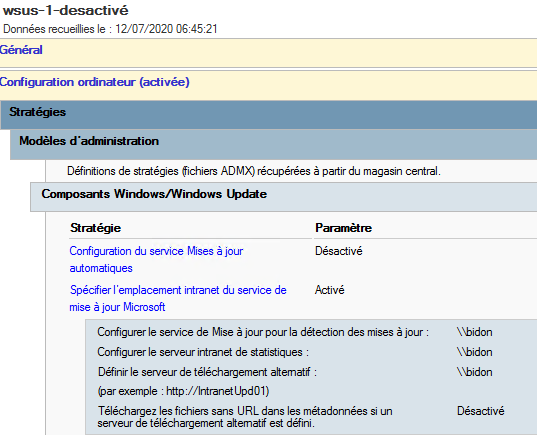 wsus-1-desactivé
Données recueillies le : 12/07/2020 06:45:21
Général
Configuration ordinateur (activée)
Stratégies
Modèles d'administration
Définitions de stratégies (fichiers ADMX) récupérées à partir du magasin central.
Composants Windows/Windows Update
Stratégie Paramètre
Configuration du service Mises à jour Désactivé
automatiques
Spécifier l'emplacement intranet du service de Activé
mise à jour Microsoft
Configurer le service de Mise à jour pour la détection des mises à jour : \\bidon
Configurer le serveur intranet de statistiques : \\bidon
Définir le serveur de téléchargement alternatif : \\bidon
(par exemple : http://IntranetUpd01)
Téléchargez les fichiers sans URL dans les métadonnées si un Désactivé
serveur de téléchargement alternatif est défini.